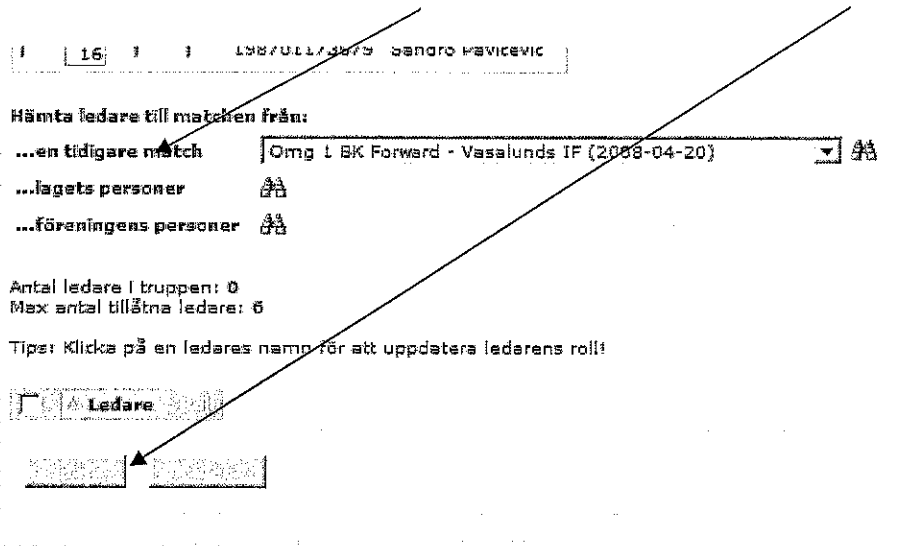 16 Sandro Pavicevic
Hämta ledare till matchen från:
...en tidigare match Omg 1 BK Forward - Vasalunds IF (2008-04-20)
...lagets personer
...föreningens personer
Antal ledare i truppen: 0
Max antal tillåtna ledare: 6
Tips: Klicka på en ledares namn för att uppdatera ledarens roll!
Ledare